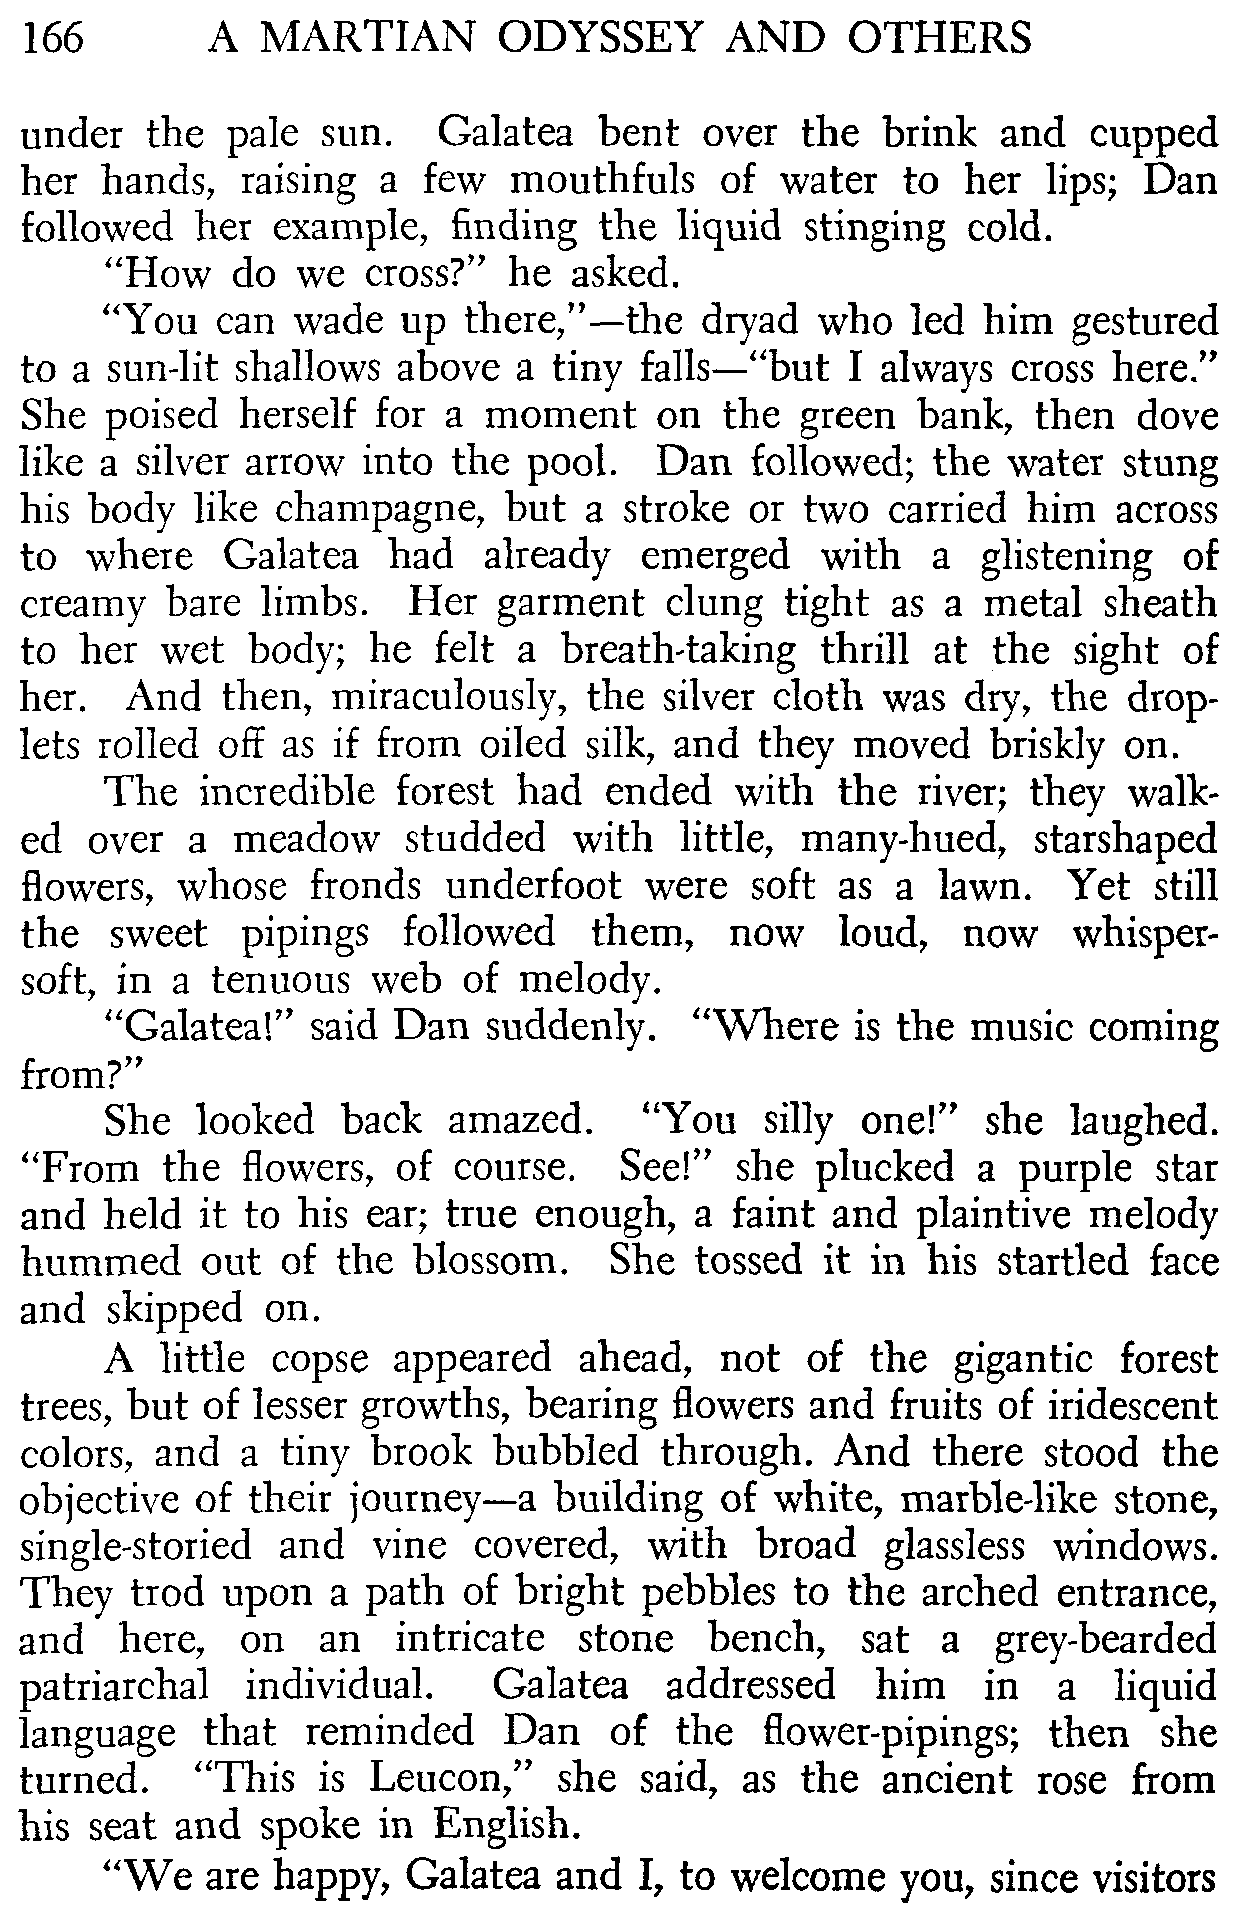 166 A MARTIAN ODYSSEY AND OTHERS
under the pale sun. Galatea bent over the brink and cupped
her hands, raising a few mouthfuls of water to her lips; Dan
followed her example, finding the liquid stinging cold.
“How do we cross?” he asked.
“You can wade up there,”—the dryad who led him gestured
to a sun-lit shallows above a tiny falls—“but I always cross here.”
She poised herself for a moment on the green bank, then dove
like a silver arrow into the pool. Dan followed; the water stung
his body like champagne, but a stroke or two carried him across
to where Galatea had already emerged with a glistening of
creamy bare limbs. Her garment clung tight as a metal sheath
to her wet body; he felt a breath-taking thrill at the sight of
her. And then, miraculously, the silver cloth was dry, the drop-
lets rolled off as if from oiled silk, and they moved briskly on.
The incredible forest had ended with the river; they walk-
ed over a meadow studded with little, many-hued, starshaped
flowers, whose fronds underfoot were soft as a lawn. Yet still
the sweet pipings followed them, now loud, now whisper-
soft, in a tenuous web of melody.
“Galatea!” said Dan suddenly. “Where is the music coming
from?”
She looked back amazed. “You silly one!” she laughed.
“From the flowers, of course. See!” she plucked a purple star
and held it to his ear; true enough, a faint and plaintive melody
hummed out of the blossom. She tossed it in his startled face
and skipped on.
A little copse appeared ahead, not of the gigantic forest
trees, but of lesser growths, bearing flowers and fruits of iridescent
colors, and a tiny brook bubbled through. And there stood the
objective of their journey—a building of white, marble-like stone,
single-storied and vine covered, with broad glassless windows.
They trod upon a path of bright pebbles to the arched entrance,
and here, on an intricate stone bench, sat a grey-bearded
patriarchal individual. Galatea addressed him in a liquid
language that reminded Dan of the flower-pipings; then she
turned. “This is Leucon,” she said, as the ancient rose from
his seat and spoke in English.
“We are happy, Galatea and I, to welcome you, since visitors